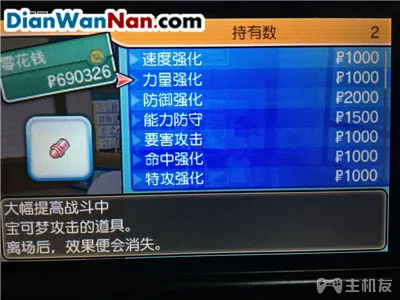 DianWanNan.com
持有数 2
零花钱
₽690326
速度强化 ₽1000
力量强化 ₽1000
防御强化 ₽2000
能力防守 ₽1500
要害攻击 ₽1000
命中强化 ₽1000
特攻强化 ₽1000
大幅提高战斗中
宝可梦攻击的道具。
离场后，效果便会消失。
主机友